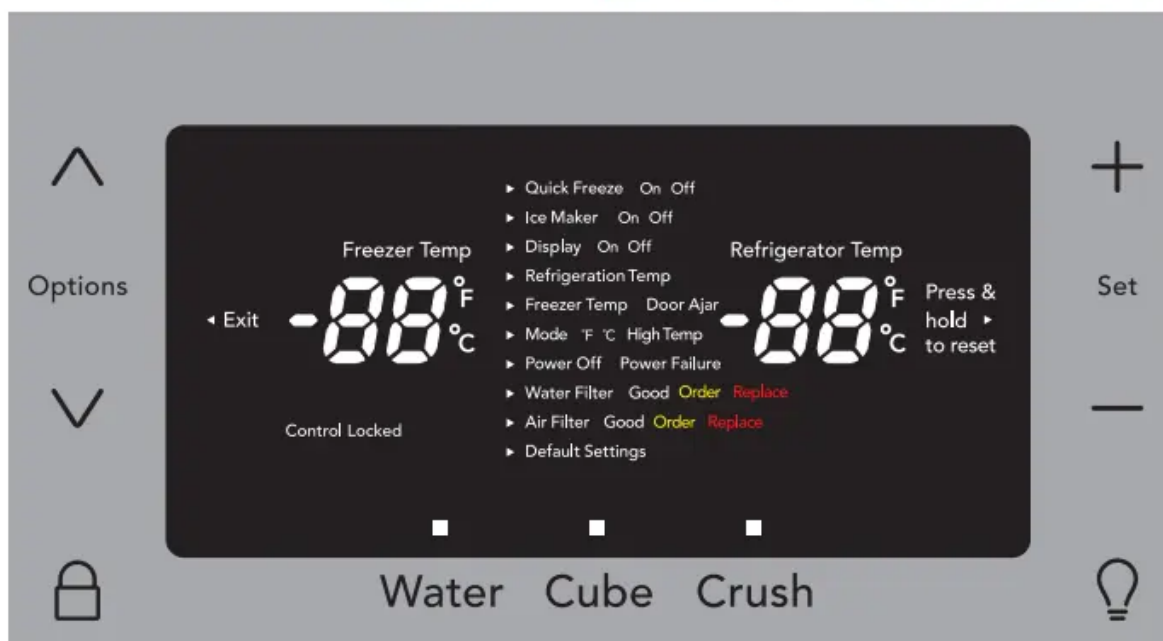 Options
◂ Exit
Freezer Temp
-88 °F °C
Control Locked
▸ Quick Freeze On Off
▸ Ice Maker On Off
▸ Display On Off
▸ Refrigeration Temp
▸ Freezer Temp Door Ajar
▸ Mode °F °C High Temp
▸ Power Off Power Failure
▸ Water Filter Good Order Replace
▸ Air Filter Good Order Replace
▸ Default Settings
Refrigerator Temp
-88 °F °C
Press &
hold ▸
to reset
+
Set
–
Water Cube Crush